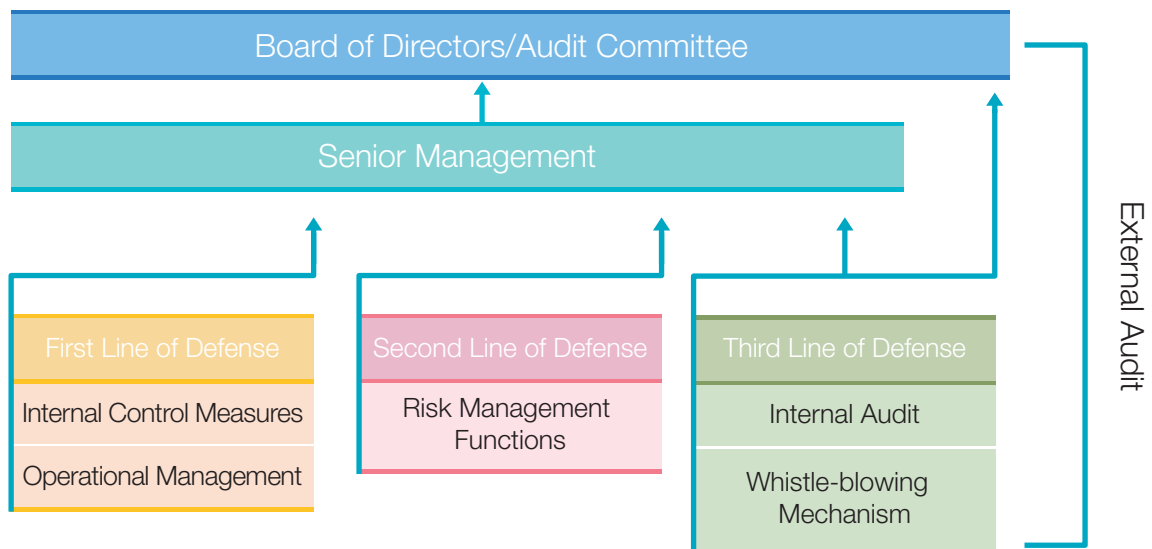 Board of Directors/Audit Committee
Senior Management
First Line of Defense
Internal Control Measures
Operational Management
Second Line of Defense
Risk Management
Functions
Third Line of Defense
Internal Audit
Whistle-blowing
Mechanism
External Audit